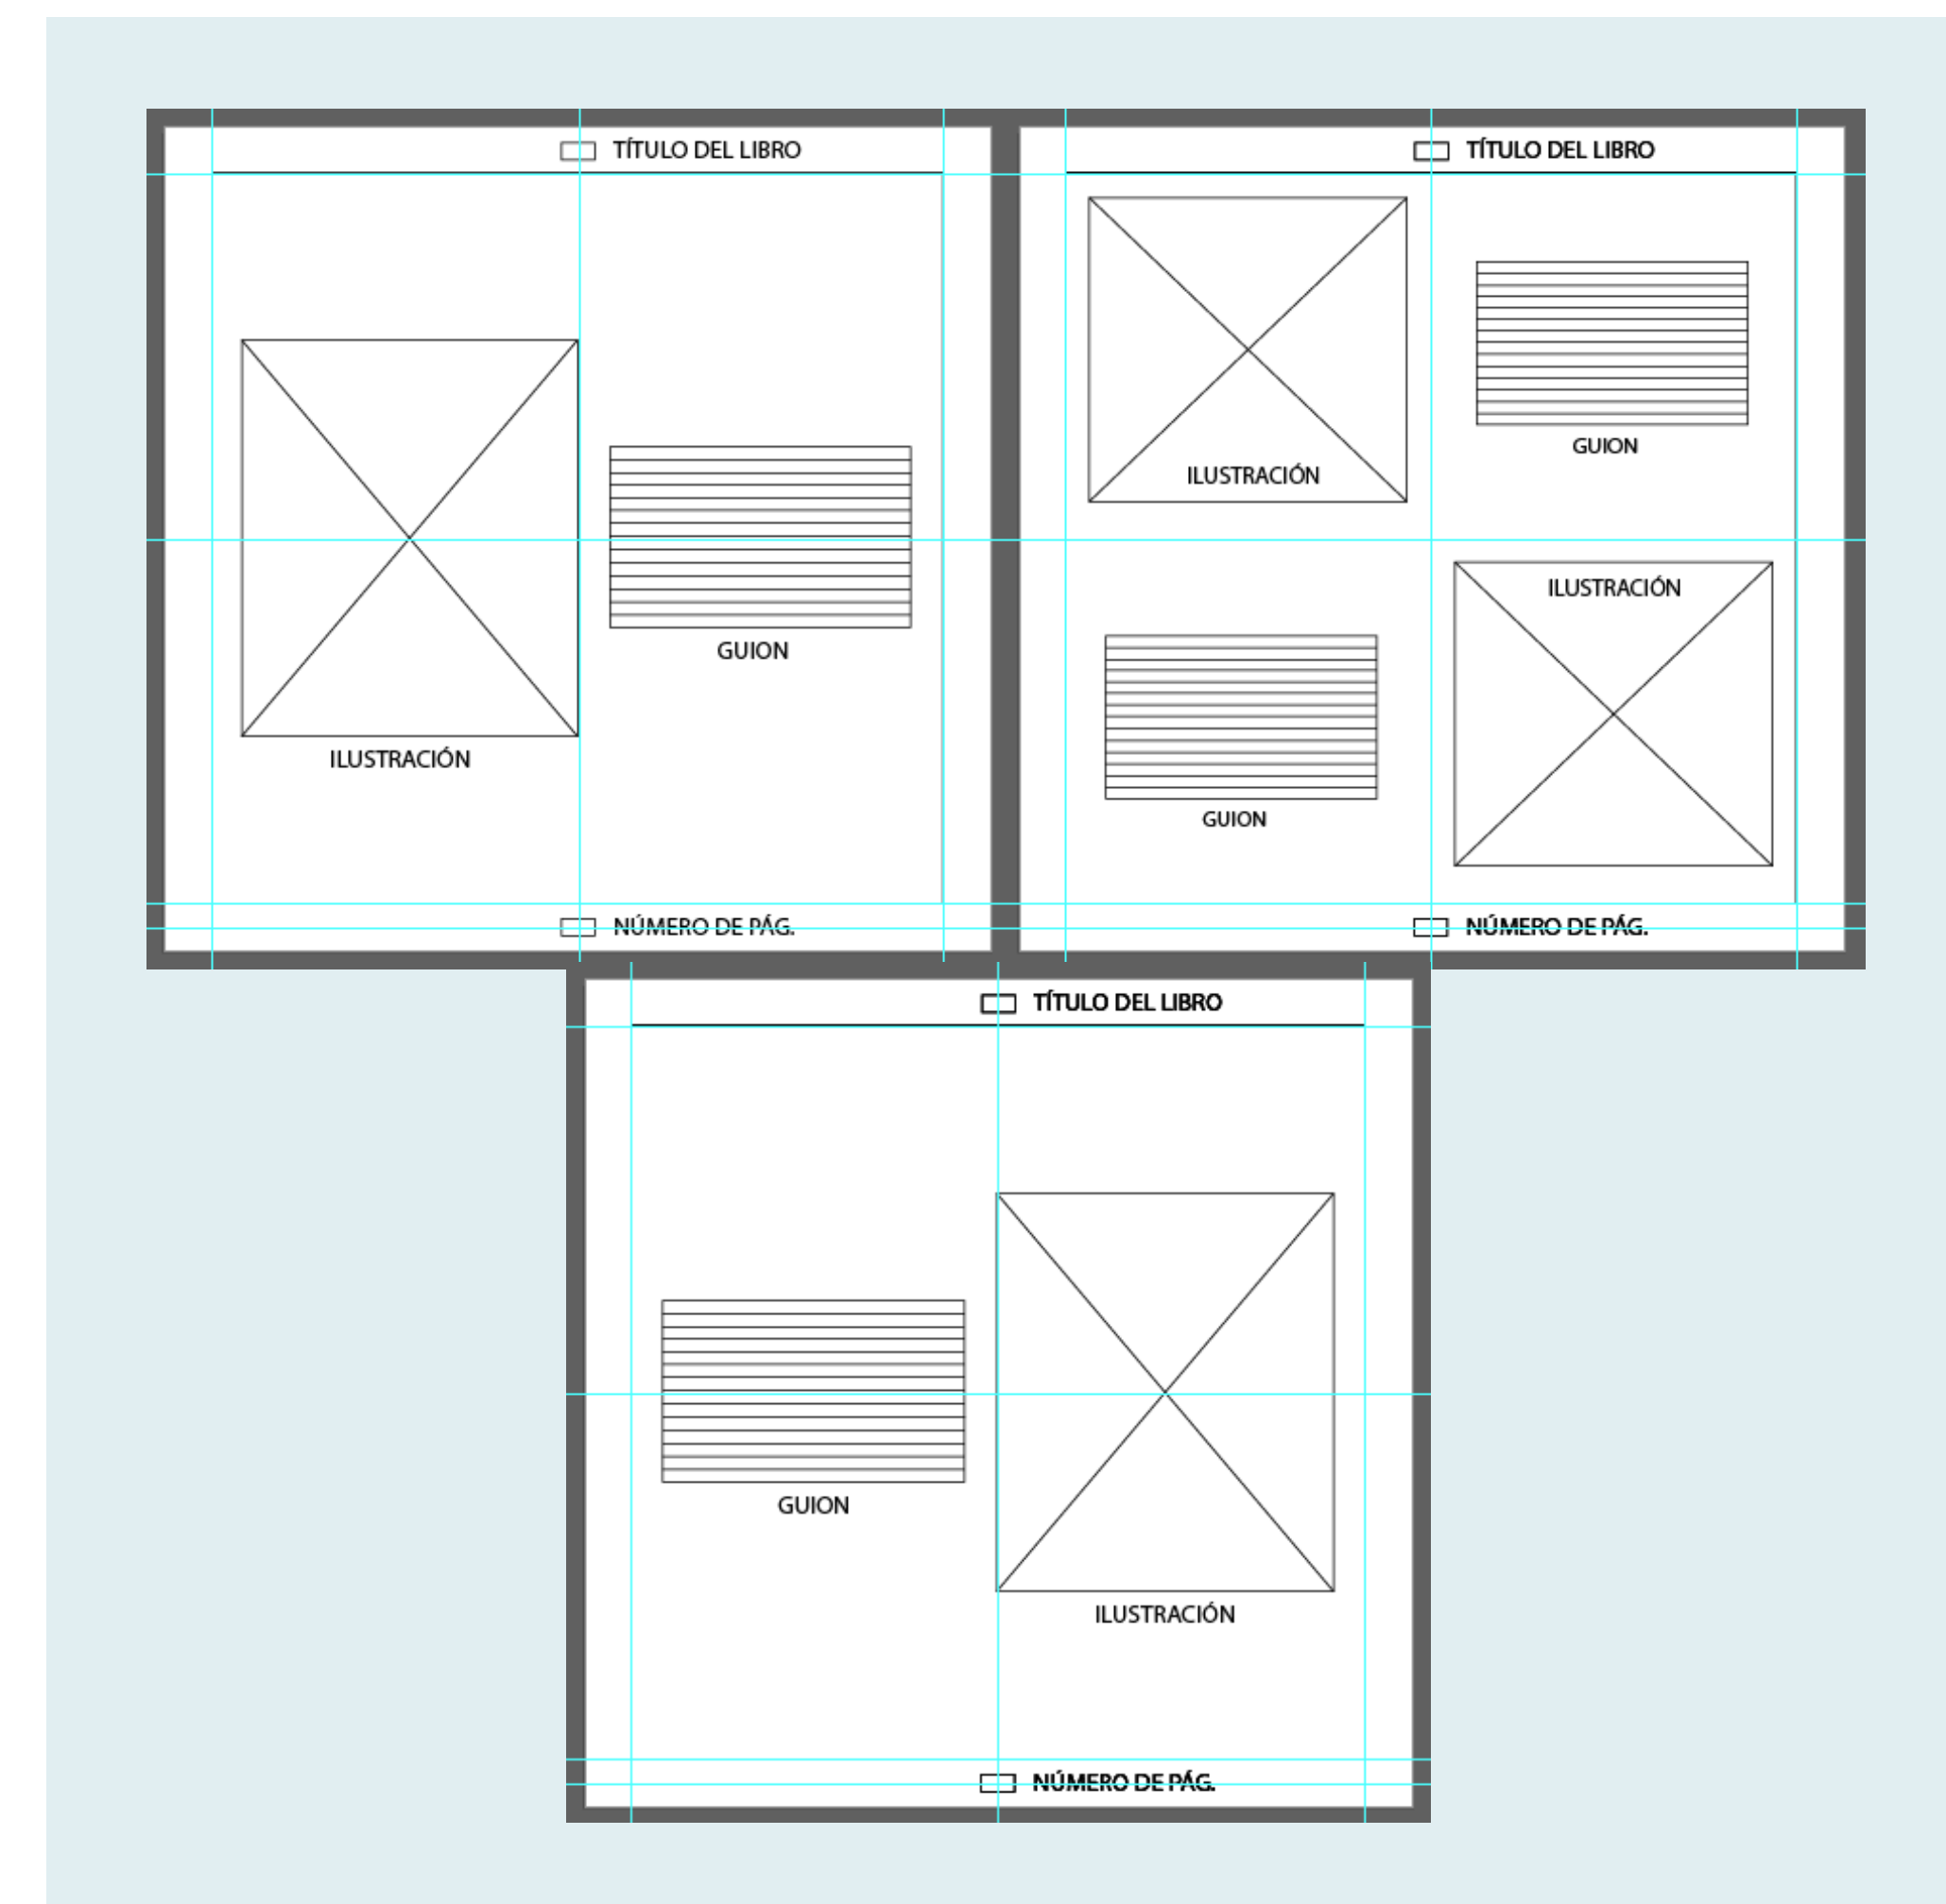 TÍTULO DEL LIBRO
ILUSTRACIÓN
GUION
NÚMERO DE PÁG.
TÍTULO DEL LIBRO
ILUSTRACIÓN
GUION
GUION
ILUSTRACIÓN
NÚMERO DE PÁG.
TÍTULO DEL LIBRO
GUION
ILUSTRACIÓN
NÚMERO DE PÁG.